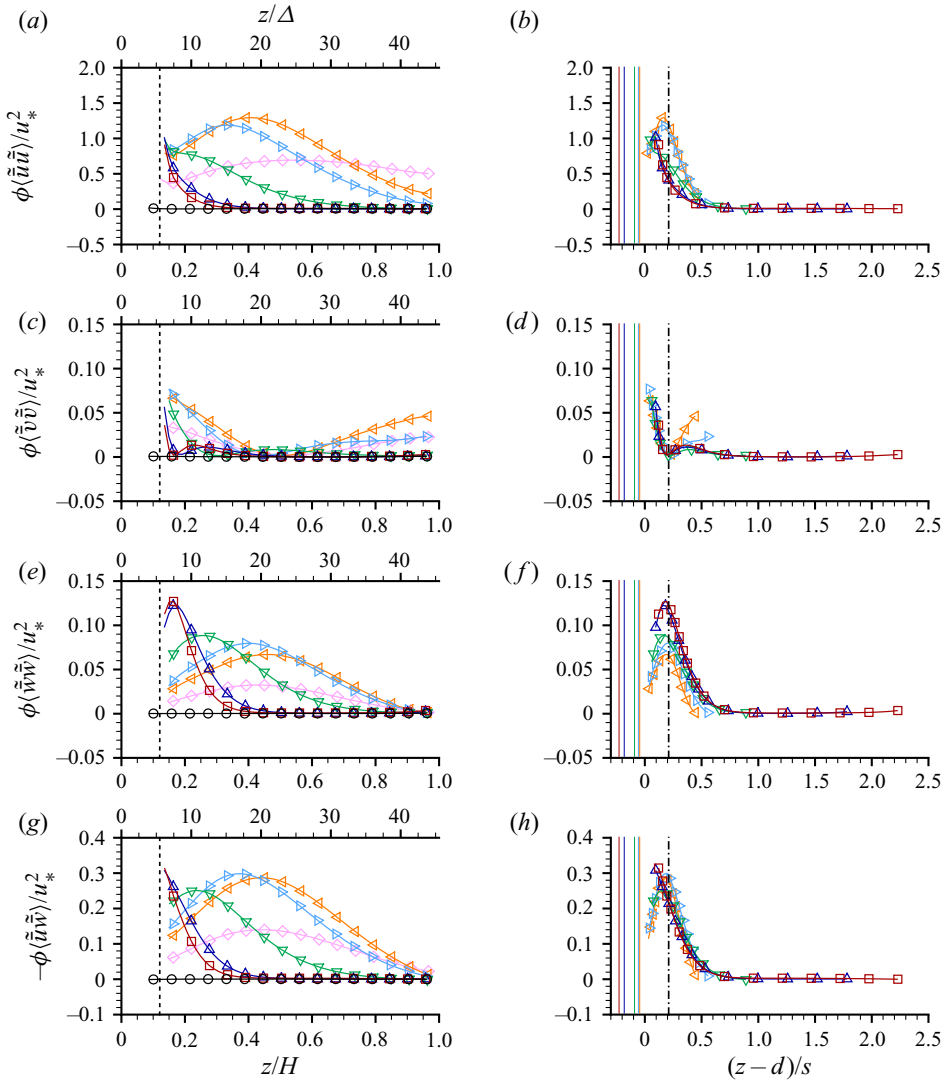 (a) z/Δ (b)
0 10 20 30 40
ϕ⟨ũ̄ũ̄⟩/u²* 2.0 1.5 1.0 0.5 0 −0.5
0 0.2 0.4 0.6 0.8 1.0
2.0 1.5 1.0 0.5 0 −0.5
0 0.5 1.0 1.5 2.0 2.5
(c) 0 10 20 30 40 (d)
ϕ⟨ṽ̄ṽ̄⟩/u²* 0.15 0.10 0.05 0 −0.05
0 0.2 0.4 0.6 0.8 1.0
0.15 0.10 0.05 0 −0.05
0 0.5 1.0 1.5 2.0 2.5
(e) 0 10 20 30 40 (f)
ϕ⟨w̃̄w̃̄⟩/u²* 0.15 0.10 0.05 0 −0.05
0 0.2 0.4 0.6 0.8 1.0
0.15 0.10 0.05 0 −0.05
0 0.5 1.0 1.5 2.0 2.5
(g) 0 10 20 30 40 (h)
−ϕ⟨ũ̄w̃̄⟩/u²* 0.4 0.3 0.2 0.1 0 −0.1
0 0.2 0.4 0.6 0.8 1.0
0.4 0.3 0.2 0.1 0 −0.1
0 0.5 1.0 1.5 2.0 2.5
z/H (z − d)/s